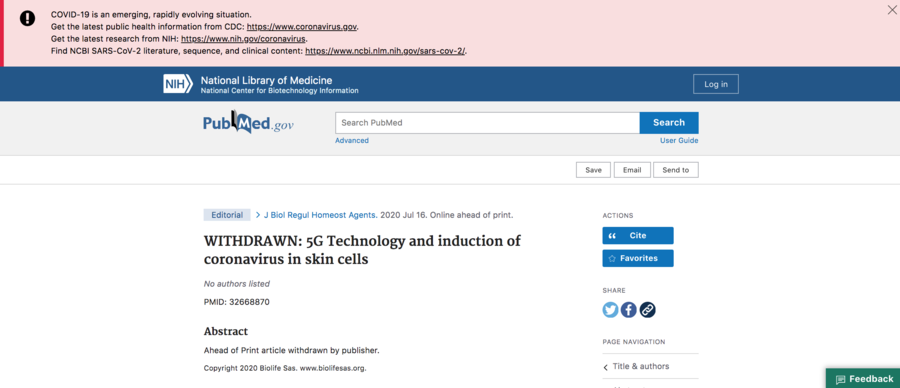 COVID-19 is an emerging, rapidly evolving situation.
Get the latest public health information from CDC: https://www.coronavirus.gov.
Get the latest research from NIH: https://www.nih.gov/coronavirus.
Find NCBI SARS-CoV-2 literature, sequence, and clinical content: https://www.ncbi.nlm.nih.gov/sars-cov-2/.
NIH National Library of Medicine
National Center for Biotechnology Information
Log in
PubMed.gov
Search PubMed
Search
Advanced
User Guide
Save
Email
Send to
Editorial > J Biol Regul Homeost Agents. 2020 Jul 16. Online ahead of print.
WITHDRAWN: 5G Technology and induction of
coronavirus in skin cells
No authors listed
PMID: 32668870
Abstract
Ahead of Print article withdrawn by publisher.
Copyright 2020 Biolife Sas. www.biolifesas.org.
ACTIONS
Cite
Favorites
SHARE
PAGE NAVIGATION
Title & authors
Feedback